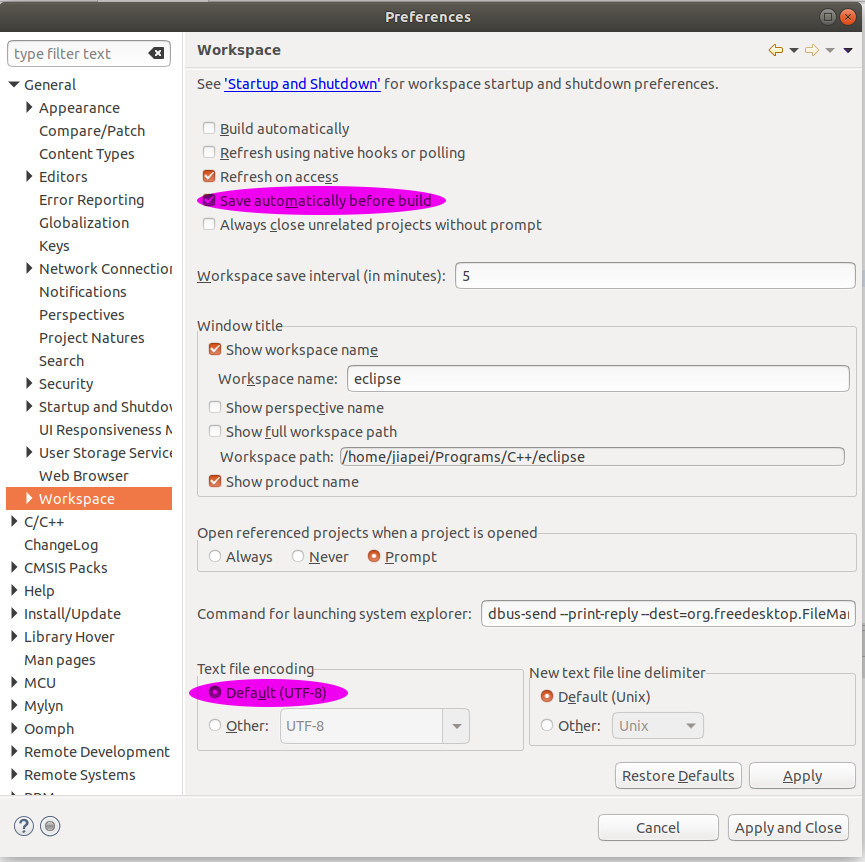 Preferences
type filter text
General
Appearance
Compare/Patch
Content Types
Editors
Error Reporting
Globalization
Keys
Network Connection
Notifications
Perspectives
Project Natures
Search
Security
Startup and Shutdov
UI Responsiveness M
User Storage Service
Web Browser
Workspace
C/C++
ChangeLog
CMSIS Packs
Help
Install/Update
Library Hover
Man pages
MCU
Mylyn
Oomph
Remote Development
Remote Systems
Workspace
See 'Startup and Shutdown' for workspace startup and shutdown preferences.
Build automatically
Refresh using native hooks or polling
Refresh on access
Save automatically before build
Always close unrelated projects without prompt
Workspace save interval (in minutes): 5
Window title
Show workspace name
Workspace name: eclipse
Show perspective name
Show full workspace path
Workspace path: /home/jiapei/Programs/C++/eclipse
Show product name
Open referenced projects when a project is opened
Always Never Prompt
Command for launching system explorer: dbus-send --print-reply --dest=org.freedesktop.FileMar
Text file encoding
Default (UTF-8)
Other: UTF-8
New text file line delimiter
Default (Unix)
Other: Unix
Restore Defaults Apply
? Cancel Apply and Close